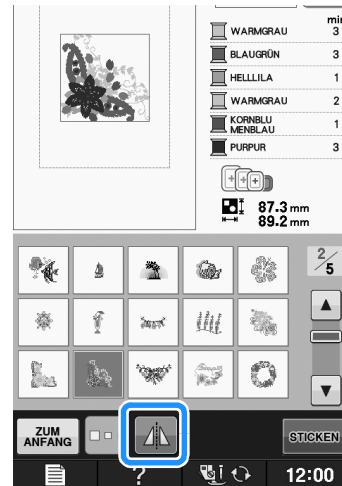 min
WARMGRAU 3
BLAUGRÜN 3
HELLLILA 1
WARMGRAU 2
KORNBLU
MENBLAU 1
PURPUR 3
87.3 mm
89.2 mm
2/5
ZUM
ANFANG
STICKEN
?
12:00